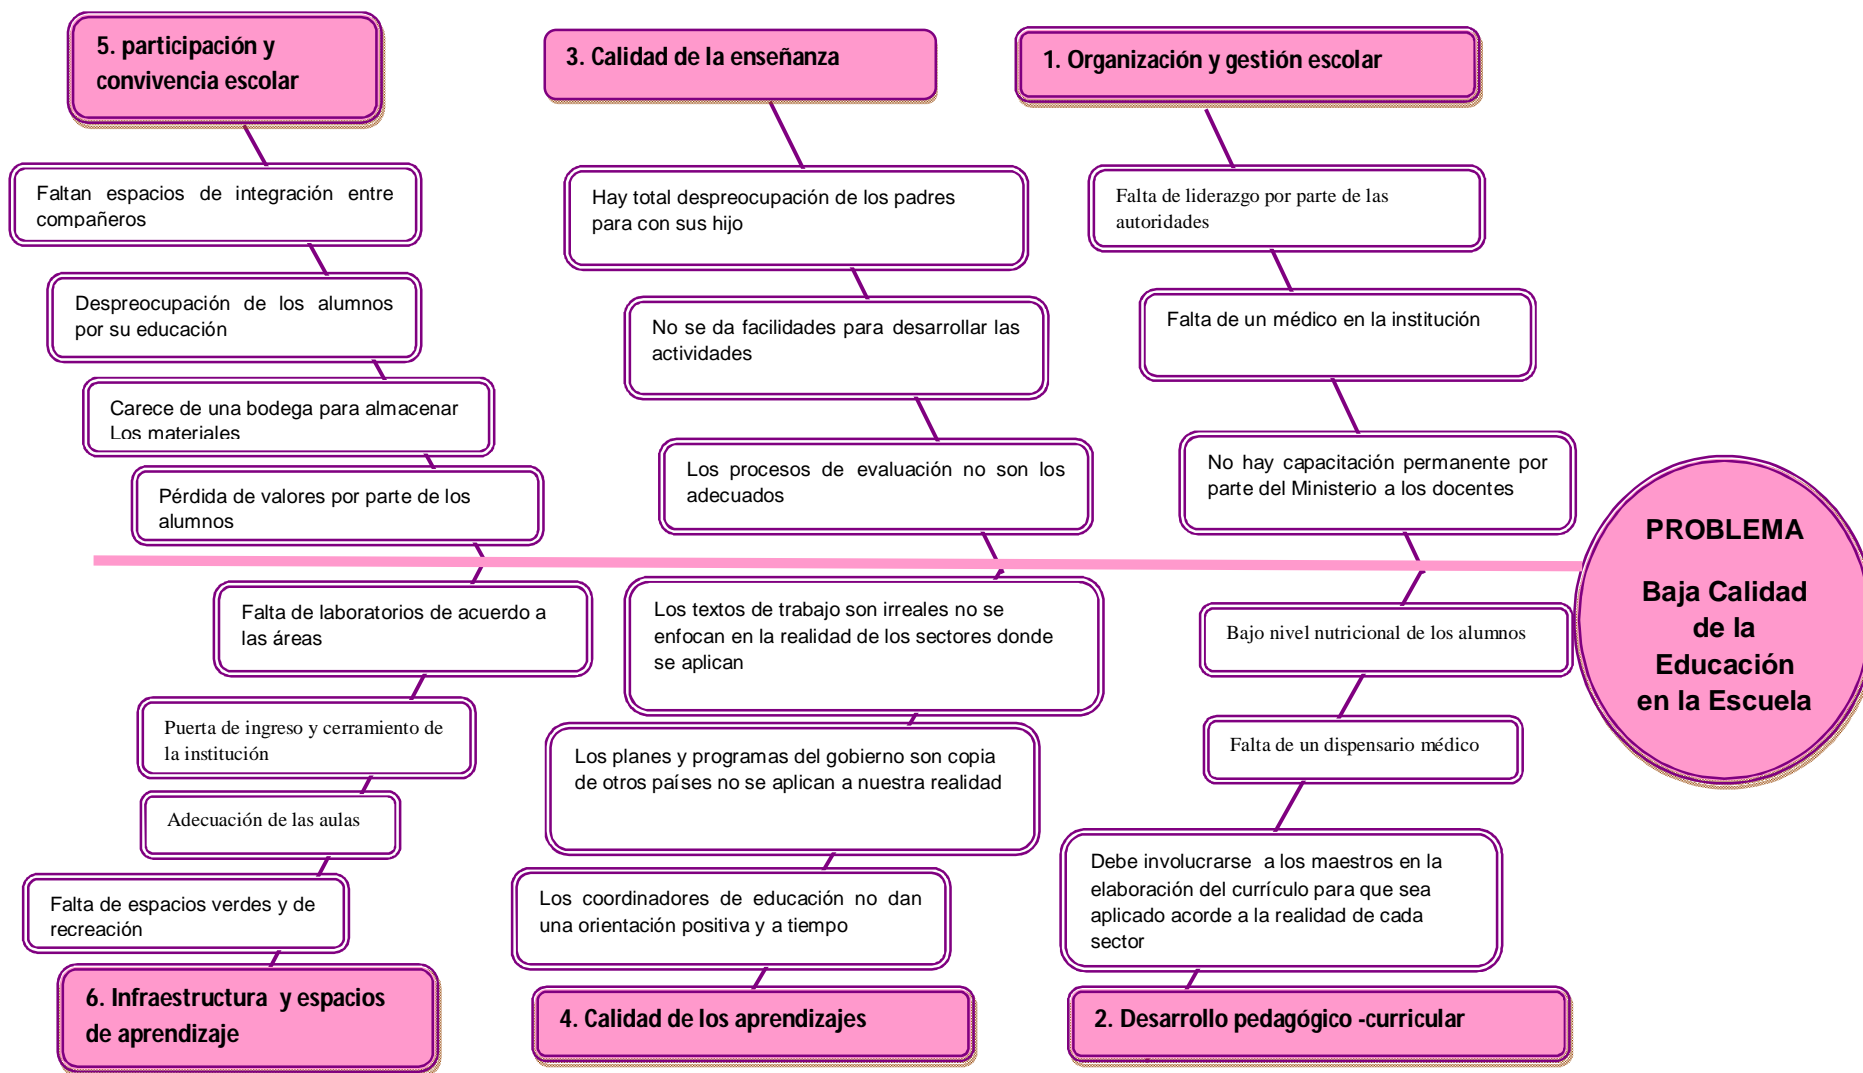 5. participación y
convivencia escolar
Faltan espacios de integración entre
compañeros
Despreocupación de los alumnos
por su educación
Carece de una bodega para almacenar
Los materiales
Pérdida de valores por parte de los
alumnos
3. Calidad de la enseñanza
Hay total despreocupación de los padres
para con sus hijo
No se da facilidades para desarrollar las
actividades
Los procesos de evaluación no son los
adecuados
1. Organización y gestión escolar
Falta de liderazgo por parte de las
autoridades
Falta de un médico en la institución
No hay capacitación permanente por
parte del Ministerio a los docentes
PROBLEMA
Baja Calidad
de la
Educación
en la Escuela
Falta de laboratorios de acuerdo a
las áreas
Puerta de ingreso y cerramiento de
la institución
Adecuación de las aulas
Falta de espacios verdes y de
recreación
6. Infraestructura y espacios
de aprendizaje
Los textos de trabajo son irreales no se
enfocan en la realidad de los sectores donde
se aplican
Los planes y programas del gobierno son copia
de otros países no se aplican a nuestra realidad
Los coordinadores de educación no dan
una orientación positiva y a tiempo
4. Calidad de los aprendizajes
Bajo nivel nutricional de los alumnos
Falta de un dispensario médico
Debe involucrarse a los maestros en la
elaboración del currículo para que sea
aplicado acorde a la realidad de cada
sector
2. Desarrollo pedagógico -curricular